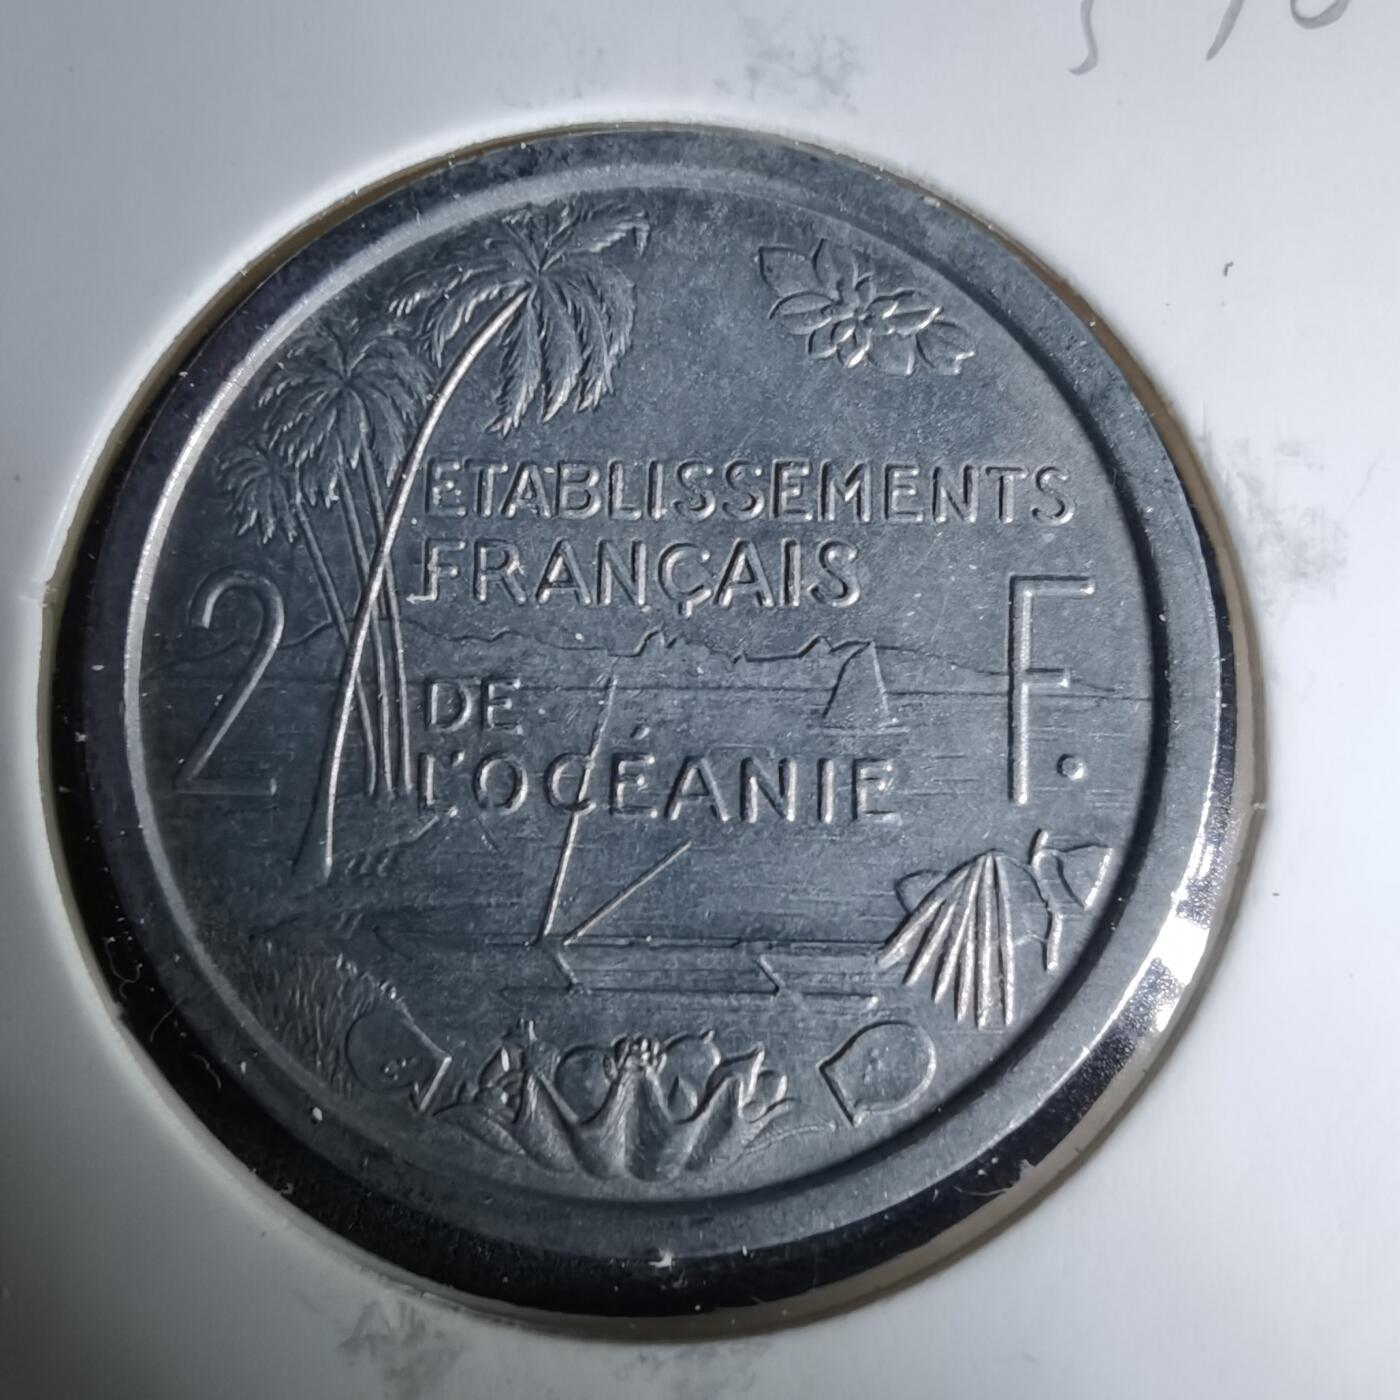 ETABLISSEMENTS
FRANÇAIS
2 F.
DE
L'OCÉANIE